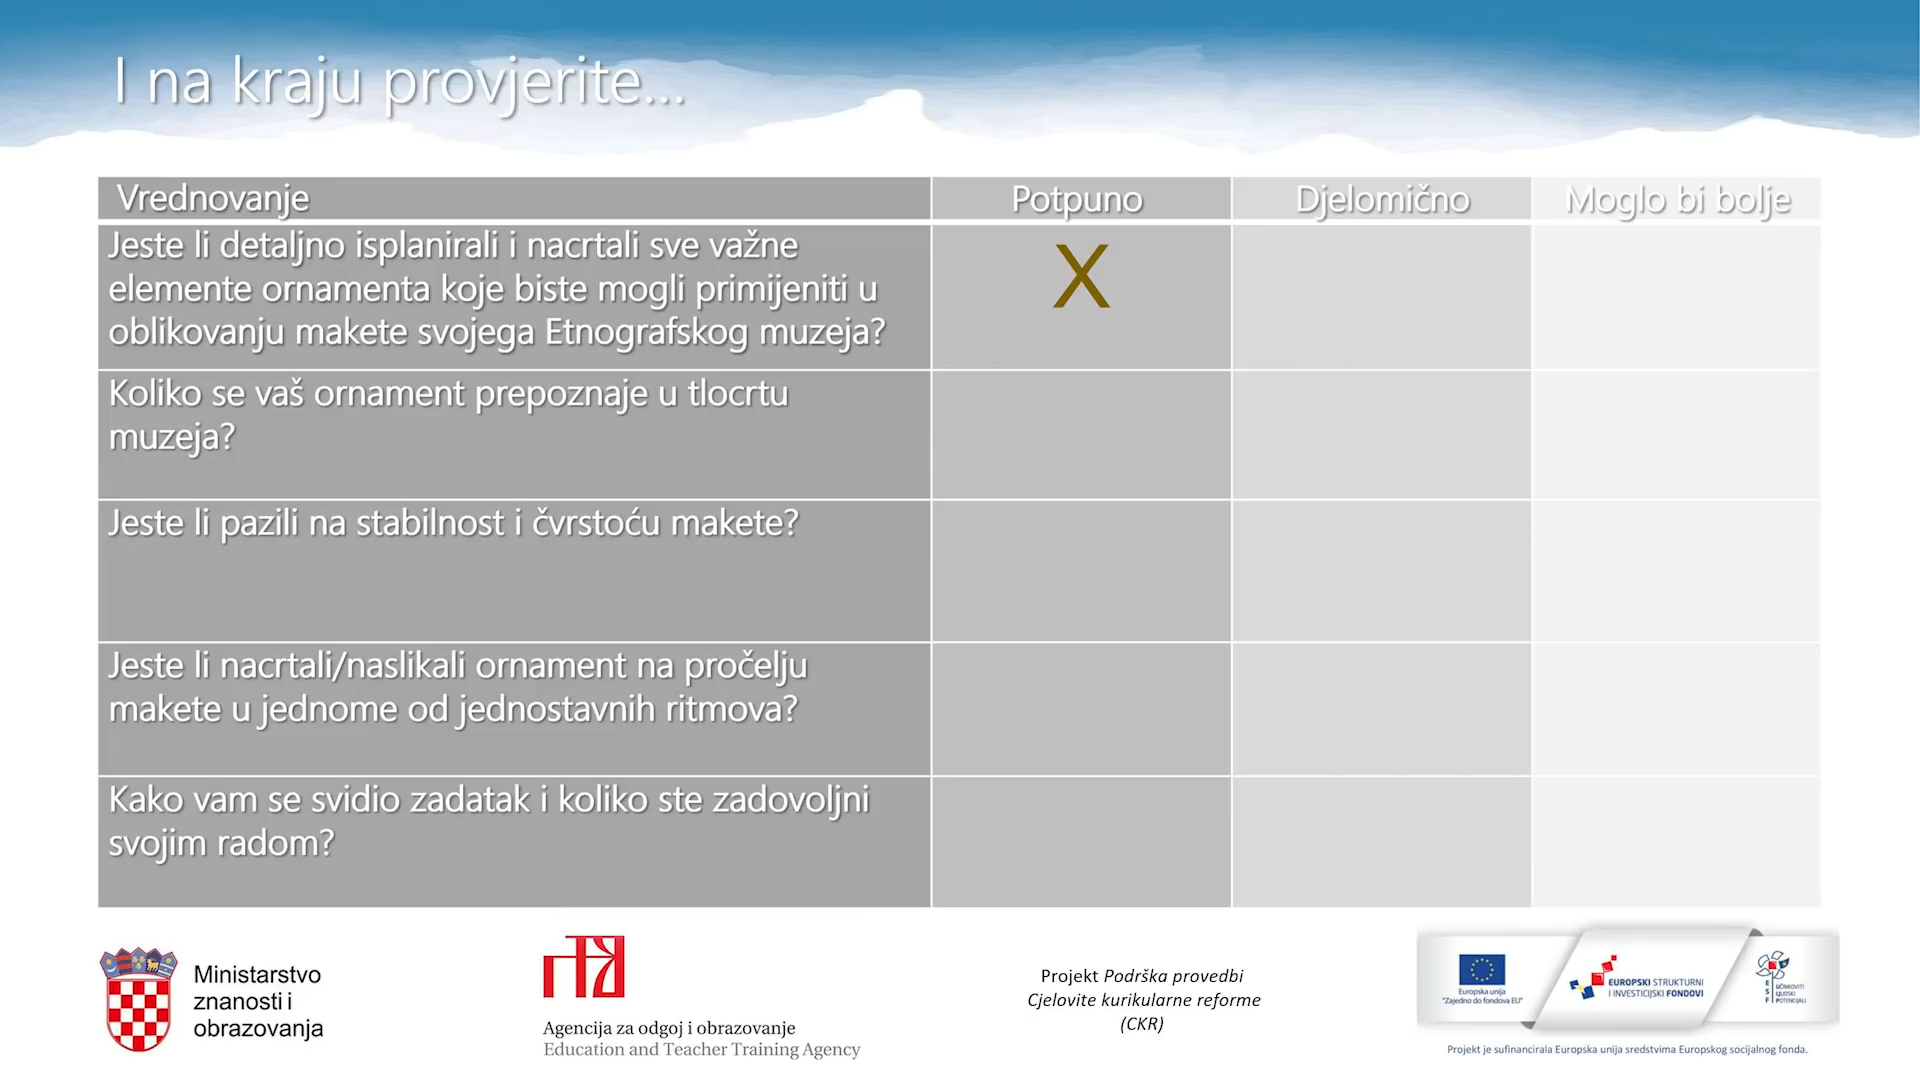 I na kraju provjerite...
Vrednovanje
Potpuno
Djelomično
Moglo bi bolje
Jeste li detaljno isplanirali i nacrtali sve važne
elemente ornamenta koje biste mogli primijeniti u
oblikovanju makete svojega Etnografskog muzeja?
X
Koliko se vaš ornament prepoznaje u tlocrtu
muzeja?
Jeste li pazili na stabilnost i čvrstoću makete?
Jeste li nacrtali/naslikali ornament na pročelju
makete u jednome od jednostavnih ritmova?
Kako vam se svidio zadatak i koliko ste zadovoljni
svojim radom?
Ministarstvo
znanosti i
obrazovanja
Agencija za odgoj i obrazovanje
Education and Teacher Training Agency
Projekt Podrška provedbi
Cjelovite kurikularne reforme
(CKR)
Europska unija
"Zajedno do fondova EU"
EUROPSKI STRUKTURNI
I INVESTICIJSKI FONDOVI
ESF
UČINKOVITI
LJUDSKI
POTENCIJALI
Projekt je sufinancirala Europska unija sredstvima Europskog socijalnog fonda.